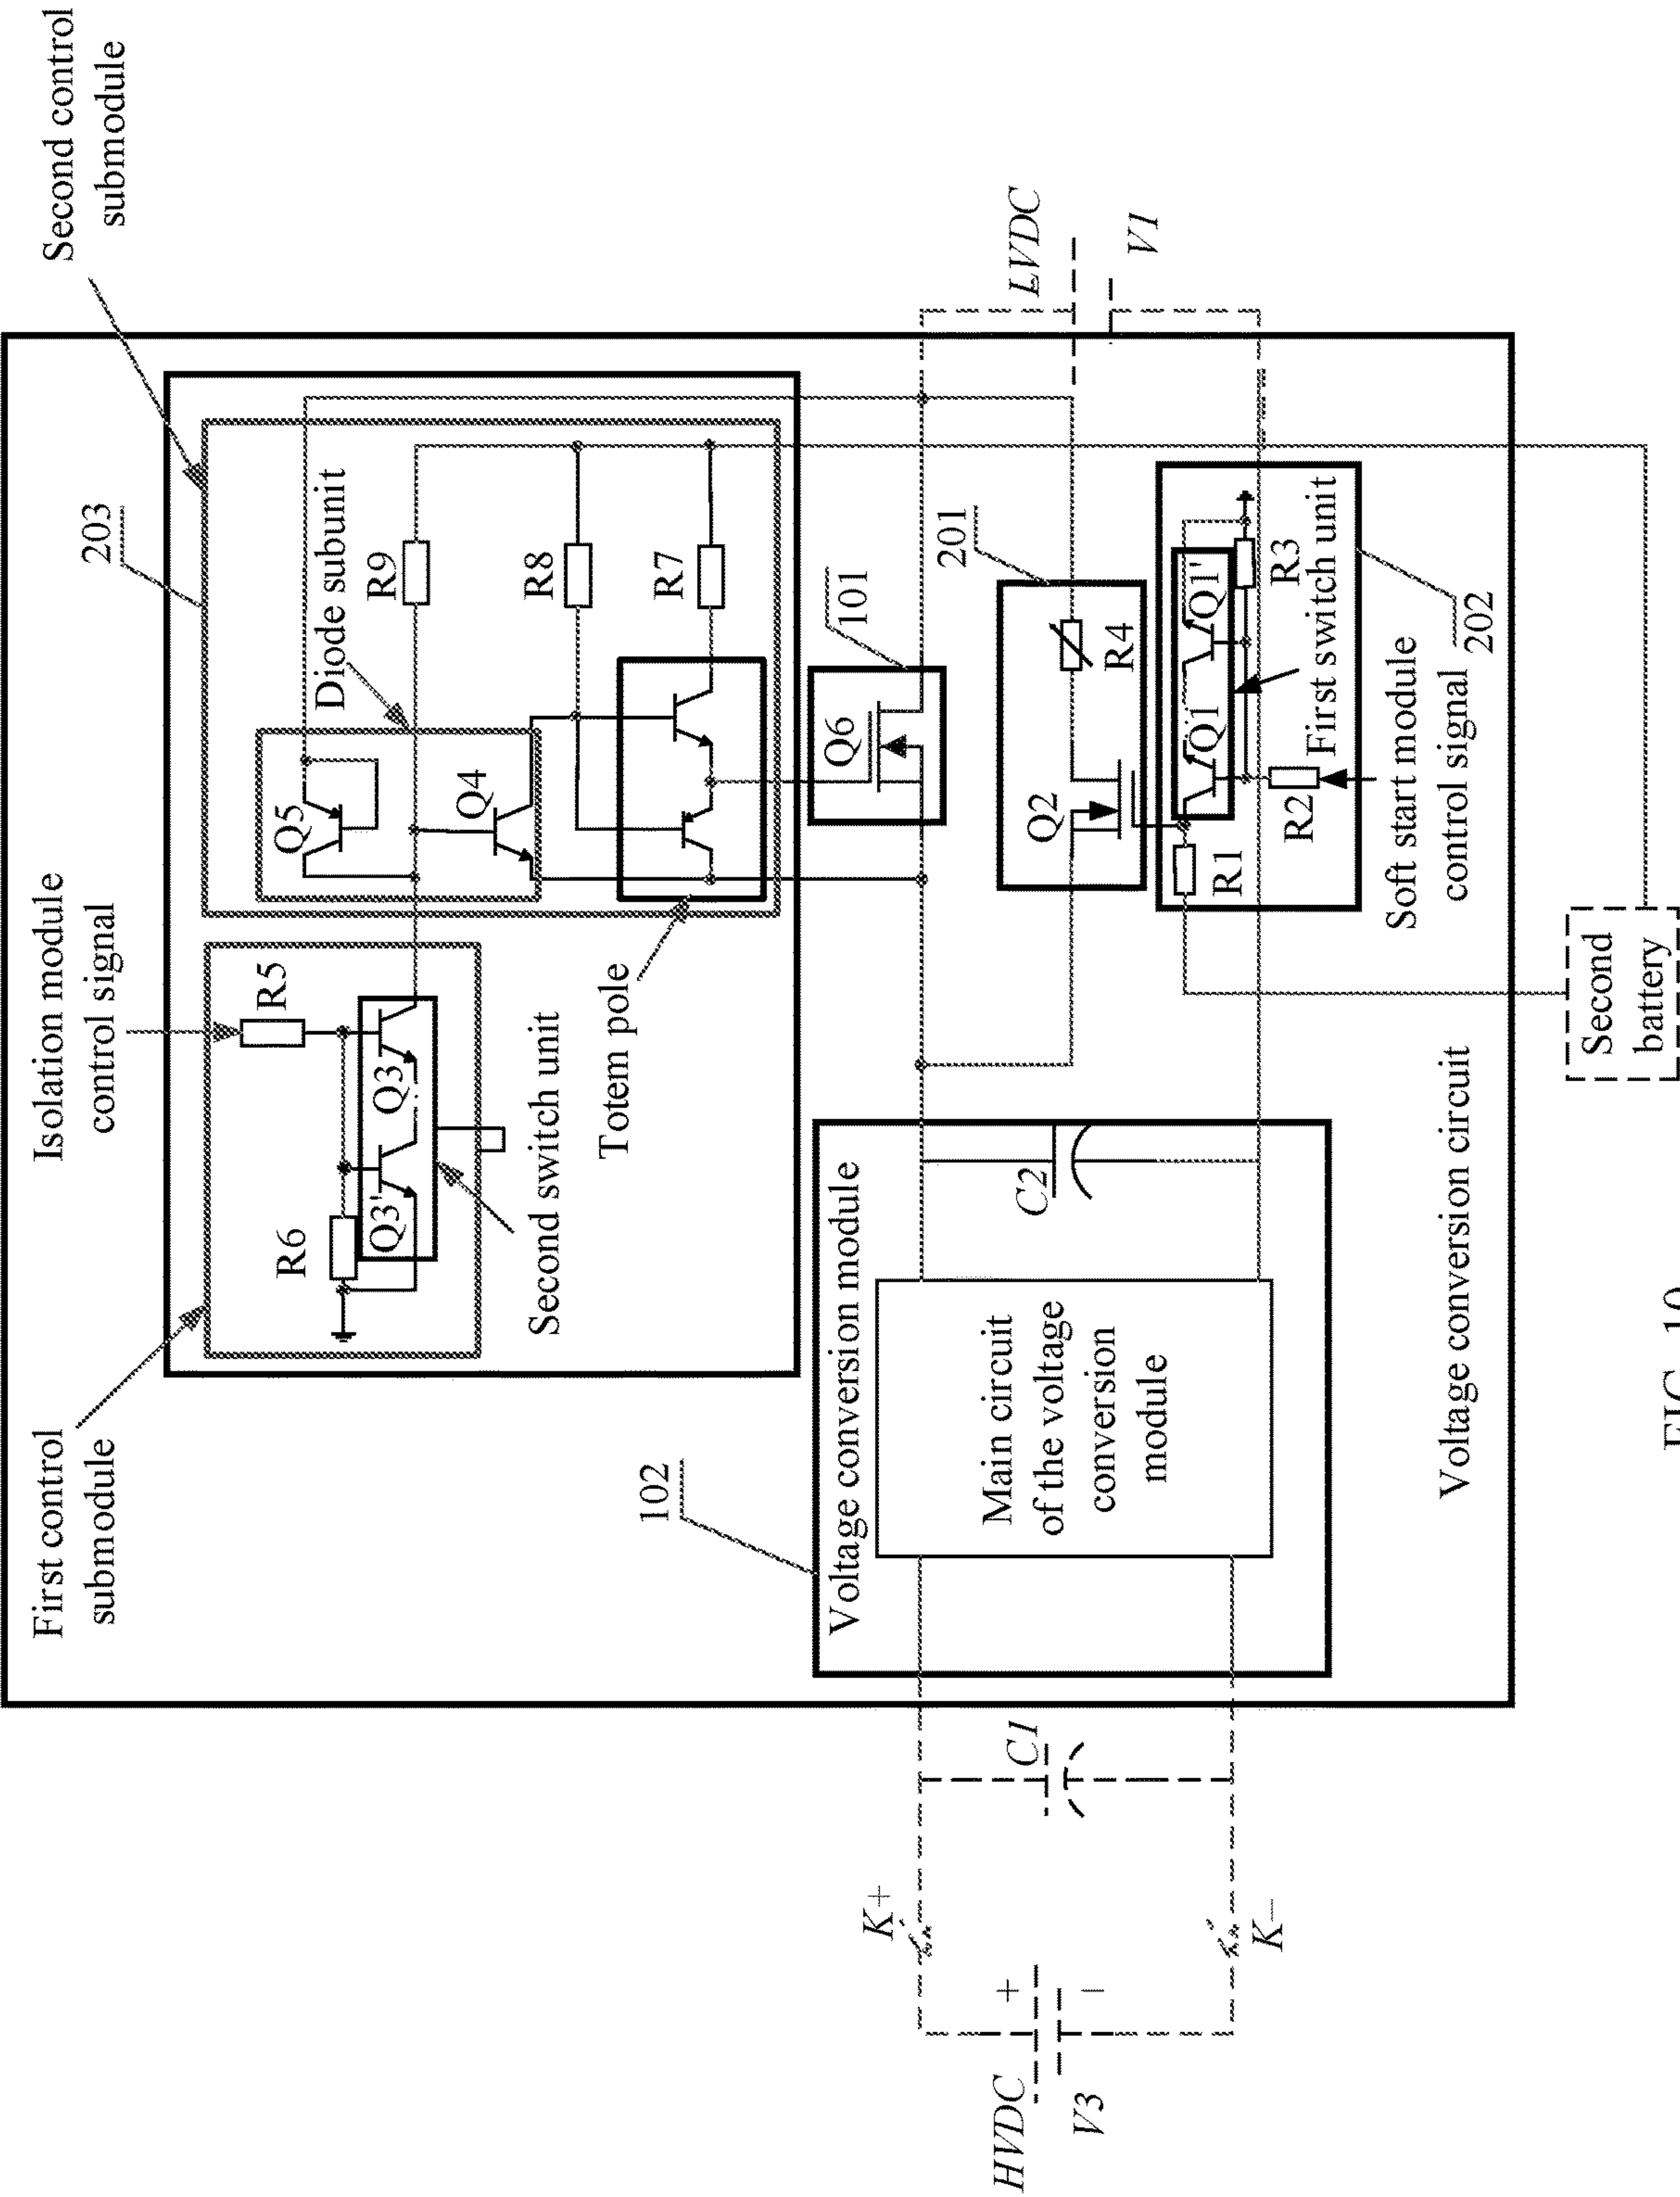 Second control
submodule
203
First control
submodule
Isolation module
control signal
R5
R6
Q3'
Q3
Second switch unit
Q5
Q4
Diode subunit
R9
R8
R7
Totem pole
101
Q6
201
Q2
R4
LVDC
V1
Q1
Q1'
R3
First switch unit
R1
R2
202
Soft start module
control signal
102
Voltage conversion module
Main circuit
of the voltage
conversion
module
C2
HVDC
+
−
V3
K+
K−
C1
Voltage conversion circuit
Second
battery
FIG. 10